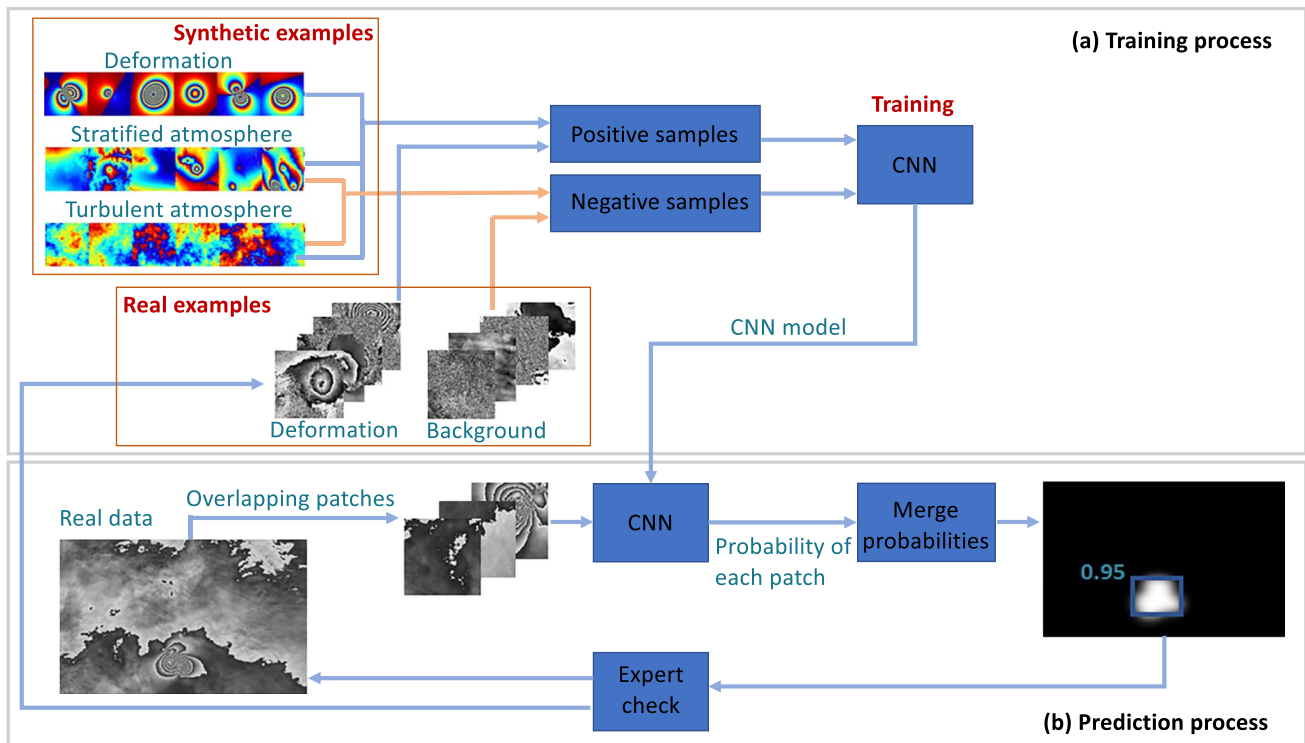 (a) Training process
Synthetic examples
Deformation
Stratified atmosphere
Turbulent atmosphere
Positive samples
Negative samples
Training
CNN
Real examples
Deformation
Background
CNN model
Real data
Overlapping patches
CNN
Probability of
each patch
Merge
probabilities
0.95
Expert
check
(b) Prediction process